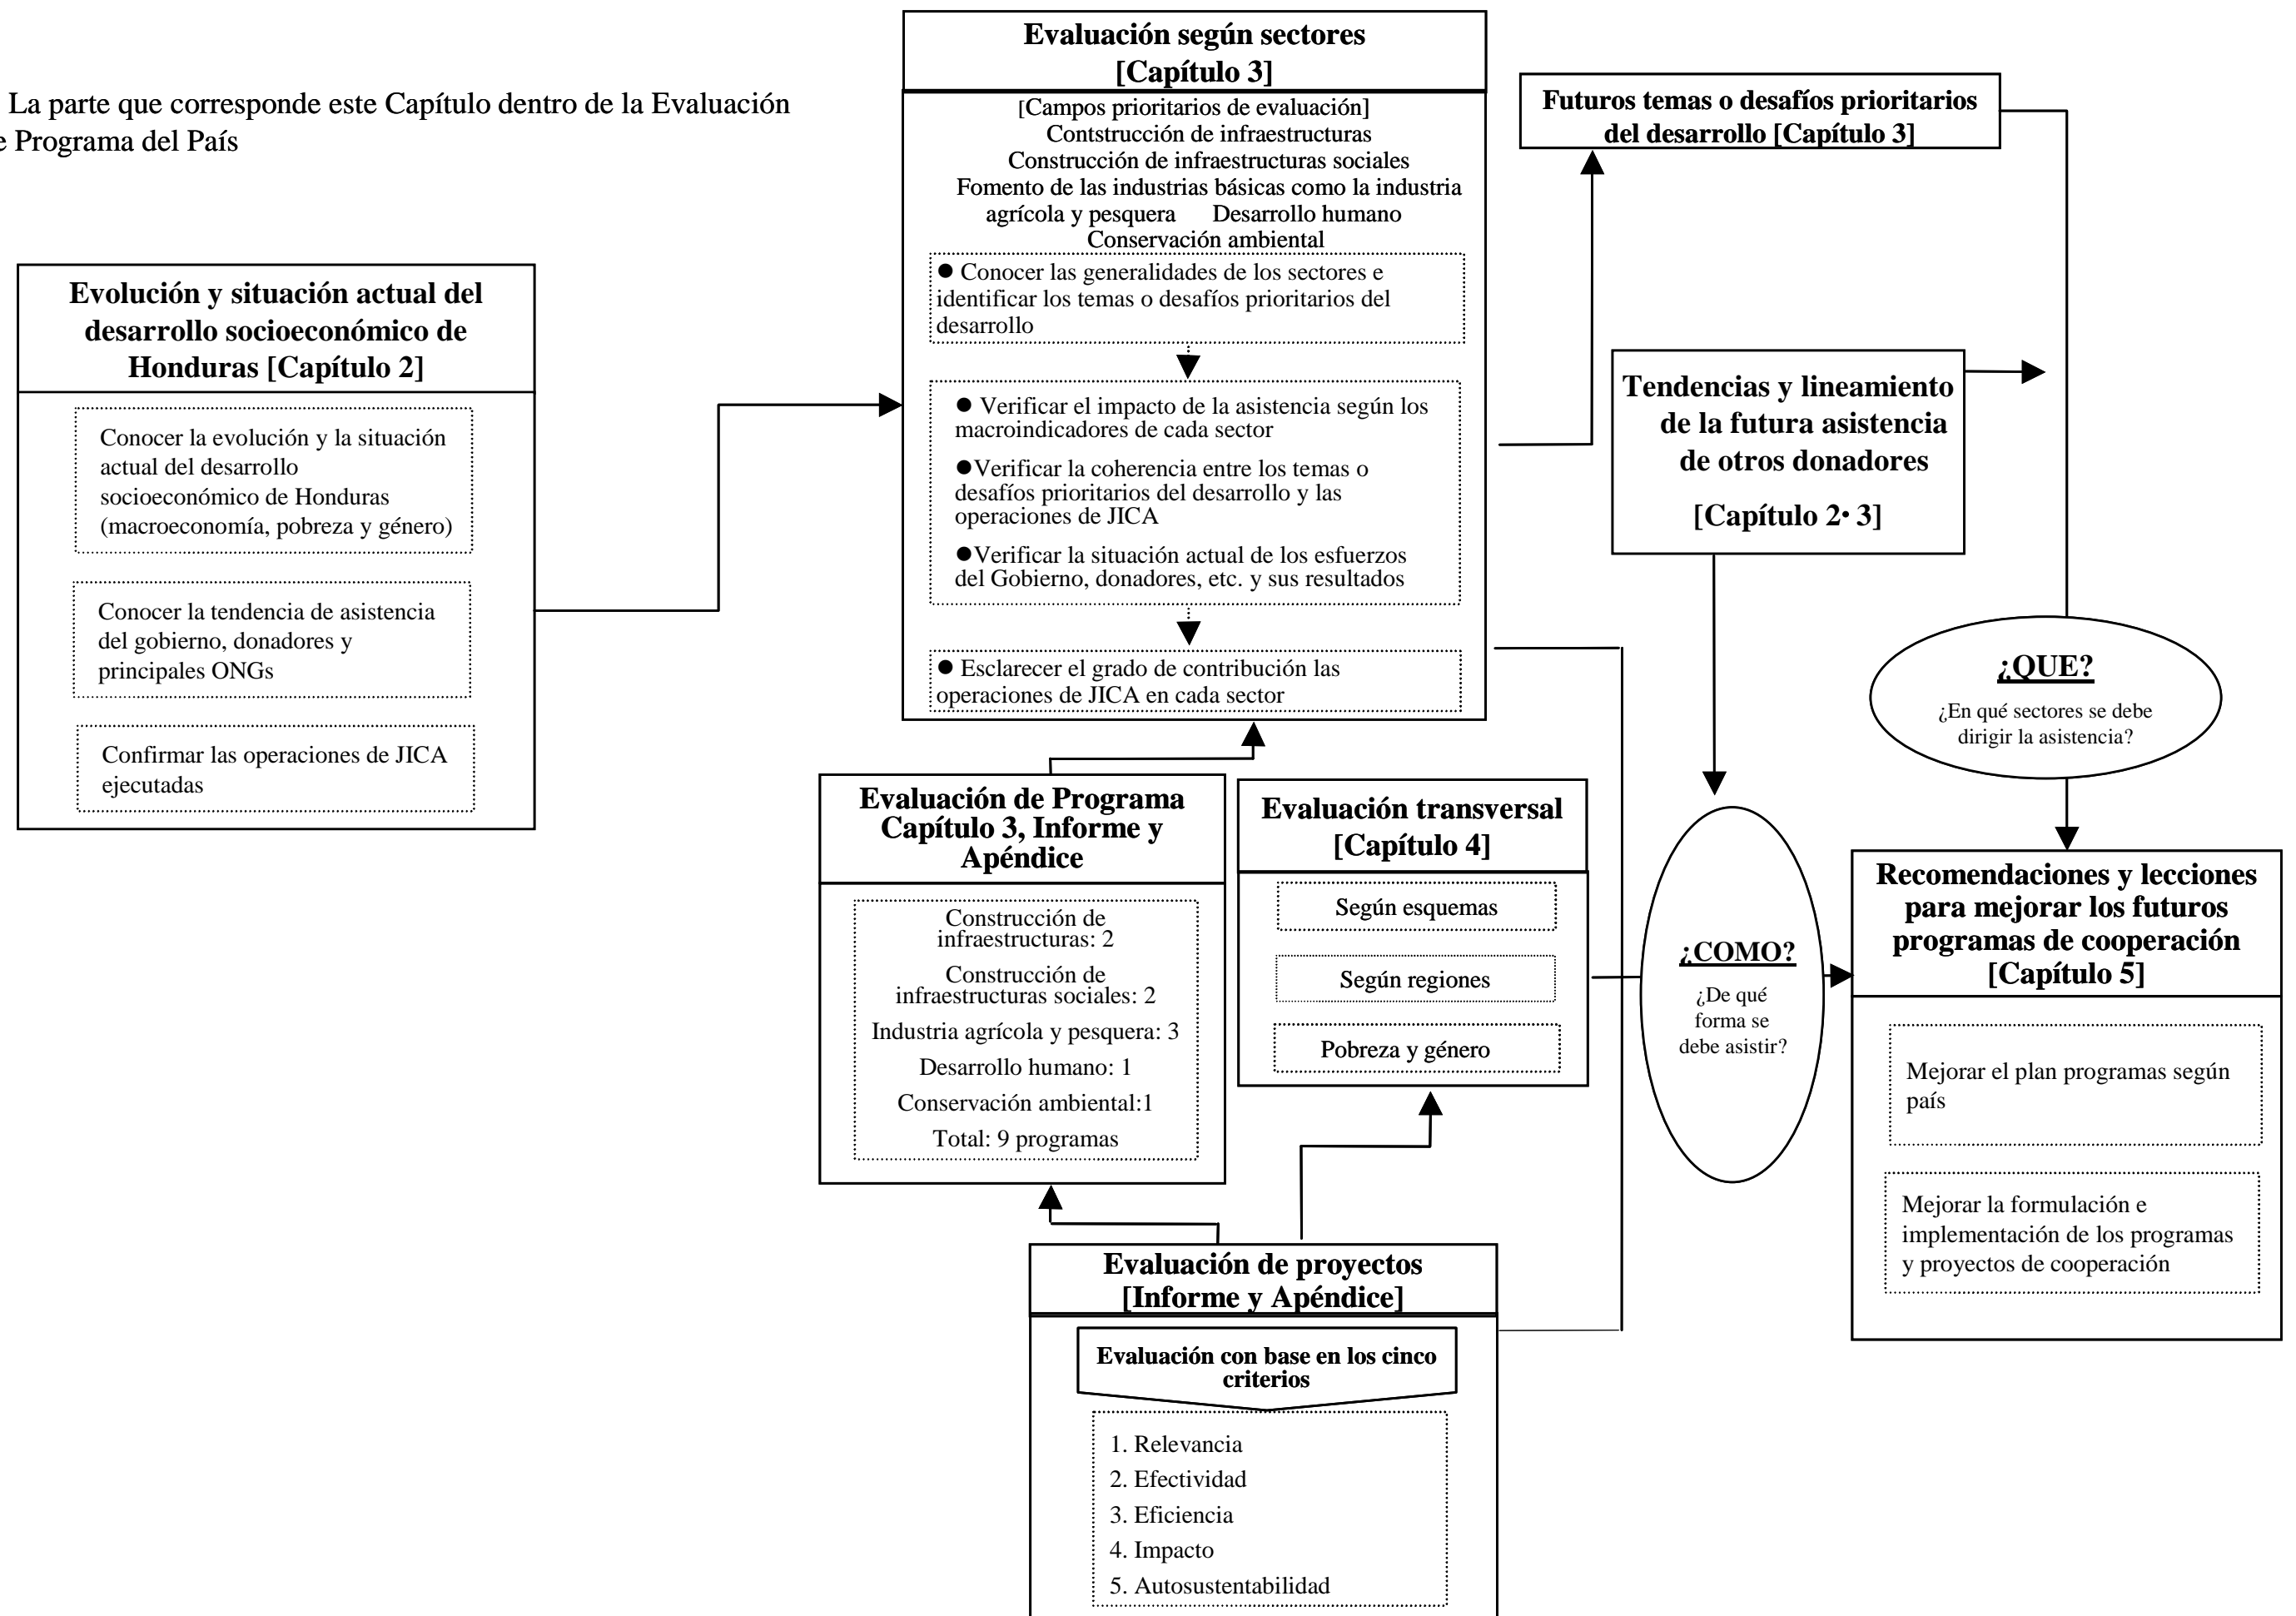 La parte que corresponde este Capítulo dentro de la Evaluación
e Programa del País
Evolución y situación actual del
desarrollo socioeconómico de
Honduras [Capítulo 2]
Conocer la evolución y la situación
actual del desarrollo
socioeconómico de Honduras
(macroeconomía, pobreza y género)
Conocer la tendencia de asistencia
del gobierno, donadores y
principales ONGs
Confirmar las operaciones de JICA
ejecutadas
Evaluación según sectores
[Capítulo 3]
[Campos prioritarios de evaluación]
Contstrucción de infraestructuras
Construcción de infraestructuras sociales
Fomento de las industrias básicas como la industria
agrícola y pesquera Desarrollo humano
Conservación ambiental
● Conocer las generalidades de los sectores e
identificar los temas o desafíos prioritarios del
desarrollo
● Verificar el impacto de la asistencia según los
macroindicadores de cada sector
●Verificar la coherencia entre los temas o
desafíos prioritarios del desarrollo y las
operaciones de JICA
●Verificar la situación actual de los esfuerzos
del Gobierno, donadores, etc. y sus resultados
● Esclarecer el grado de contribución las
operaciones de JICA en cada sector
Evaluación de Programa
Capítulo 3, Informe y
Apéndice
Construcción de
infraestructuras: 2
Construcción de
infraestructuras sociales: 2
Industria agrícola y pesquera: 3
Desarrollo humano: 1
Conservación ambiental:1
Total: 9 programas
Evaluación transversal
[Capítulo 4]
Según esquemas
Según regiones
Pobreza y género
Evaluación de proyectos
[Informe y Apéndice]
Evaluación con base en los cinco
criterios
1. Relevancia
2. Efectividad
3. Eficiencia
4. Impacto
5. Autosustentabilidad
Futuros temas o desafíos prioritarios
del desarrollo [Capítulo 3]
Tendencias y lineamiento
de la futura asistencia
de otros donadores
[Capítulo 2• 3]
¿QUE?
¿En qué sectores se debe
dirigir la asistencia?
¿COMO?
¿De qué
forma se
debe asistir?
Recomendaciones y lecciones
para mejorar los futuros
programas de cooperación
[Capítulo 5]
Mejorar el plan programas según
país
Mejorar la formulación e
implementación de los programas
y proyectos de cooperación